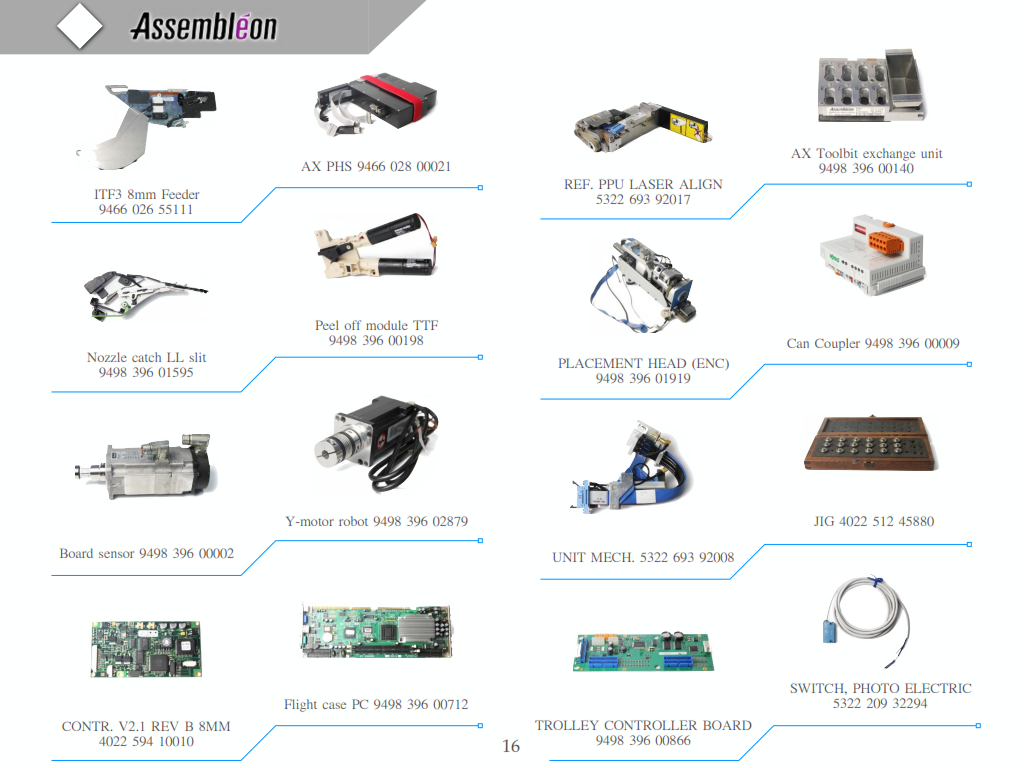 Assembléon
ITF3 8mm Feeder
9466 026 55111
AX PHS 9466 028 00021
Nozzle catch LL slit
9498 396 01595
Peel off module TTF
9498 396 00198
Board sensor 9498 396 00002
Y-motor robot 9498 396 02879
CONTR. V2.1 REV B 8MM
4022 594 10010
Flight case PC 9498 396 00712
REF. PPU LASER ALIGN
5322 693 92017
AX Toolbit exchange unit
9498 396 00140
PLACEMENT HEAD (ENC)
9498 396 01919
Can Coupler 9498 396 00009
UNIT MECH. 5322 693 92008
JIG 4022 512 45880
TROLLEY CONTROLLER BOARD
9498 396 00866
SWITCH, PHOTO ELECTRIC
5322 209 32294
16